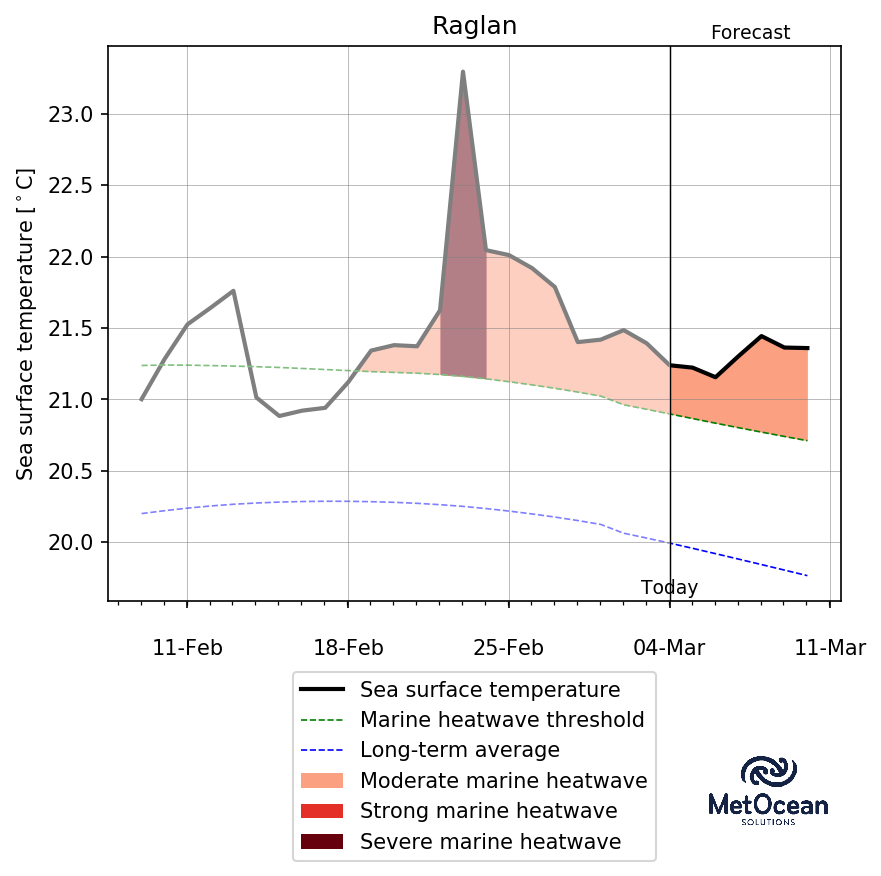 Raglan
Forecast
Sea surface temperature [°C]
23.0
22.5
22.0
21.5
21.0
20.5
20.0
Today
11-Feb 18-Feb 25-Feb 04-Mar 11-Mar
Sea surface temperature
Marine heatwave threshold
Long-term average
Moderate marine heatwave
Strong marine heatwave
Severe marine heatwave
MetOcean
SOLUTIONS